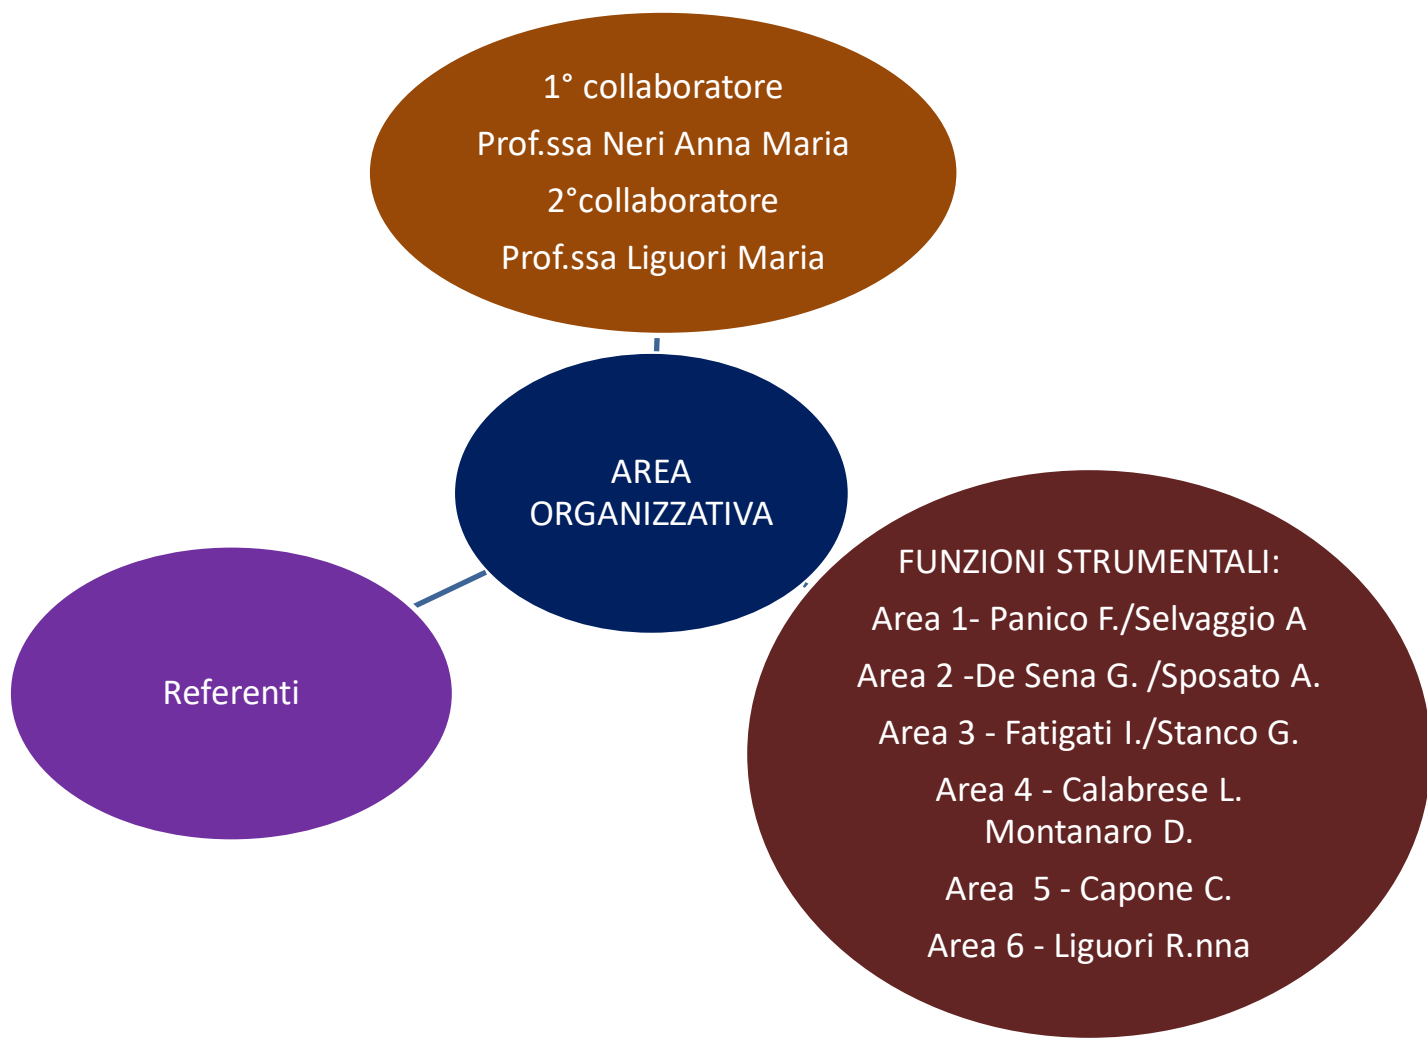 1° collaboratore
Prof.ssa Neri Anna Maria
2°collaboratore
Prof.ssa Liguori Maria
AREA
ORGANIZZATIVA
Referenti
FUNZIONI STRUMENTALI:
Area 1- Panico F./Selvaggio A
Area 2 -De Sena G. /Sposato A.
Area 3 - Fatigati I./Stanco G.
Area 4 - Calabrese L.
Montanaro D.
Area  5 - Capone C.
Area 6 - Liguori R.nna